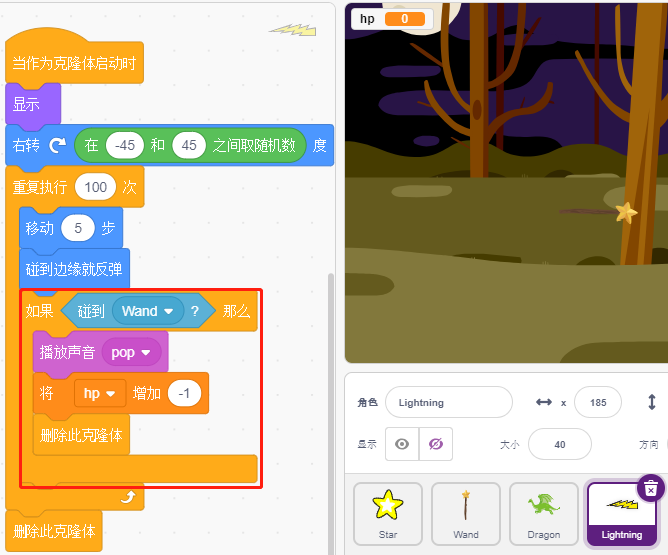 当作为克隆体启动时
显示
右转 在 -45 和 45 之间取随机数 度
重复执行 100 次
移动 5 步
碰到边缘就反弹
如果 碰到 Wand ? 那么
播放声音 pop
将 hp 增加 -1
删除此克隆体
删除此克隆体
hp 0
角色 Lightning x 185
显示 大小 40 方向
Star Wand Dragon Lightning